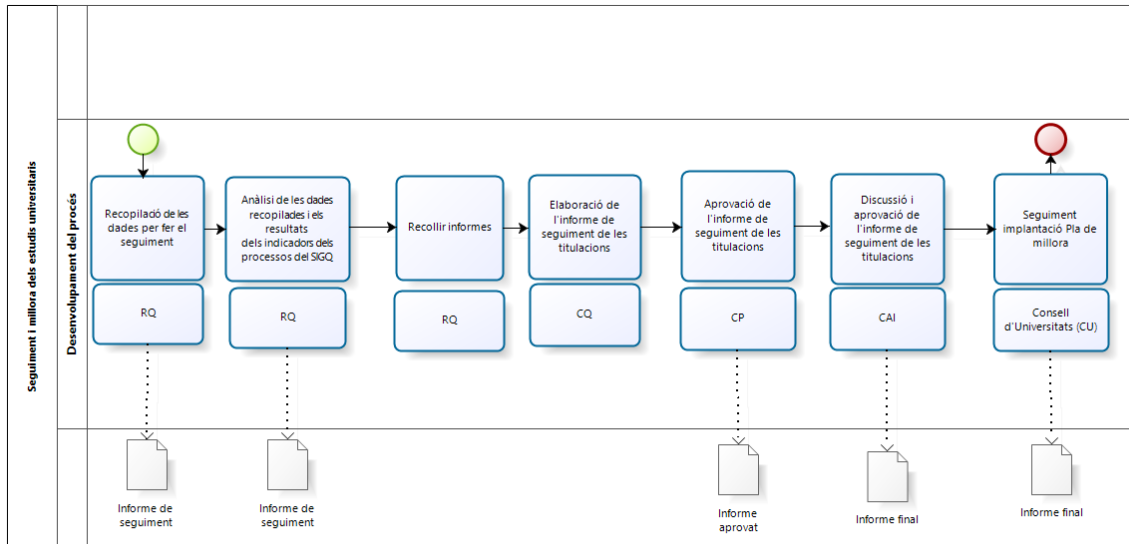 Seguiment i millora dels estudis universitaris
Desenvolupament del procés
Recopilació de les
dades per fer el
seguiment
RQ
Anàlisi de les dades
recopilades i els
resultats
dels indicadors dels
processos del SIGQ
RQ
Recollir informes
RQ
Elaboración de
l'informe de
seguiment de les
titulacions
CQ
Aprovació de
l'informe de
seguiment de les
titulacions
CP
Discussió i
aprovació de
l'informe de
seguiment de les
titulacions
CAI
Seguiment
implantació Pla de
millora
Consell
d'Universitats (CU)
Informe de
seguiment
Informe de
seguiment
Informe
aprovat
Informe final
Informe final